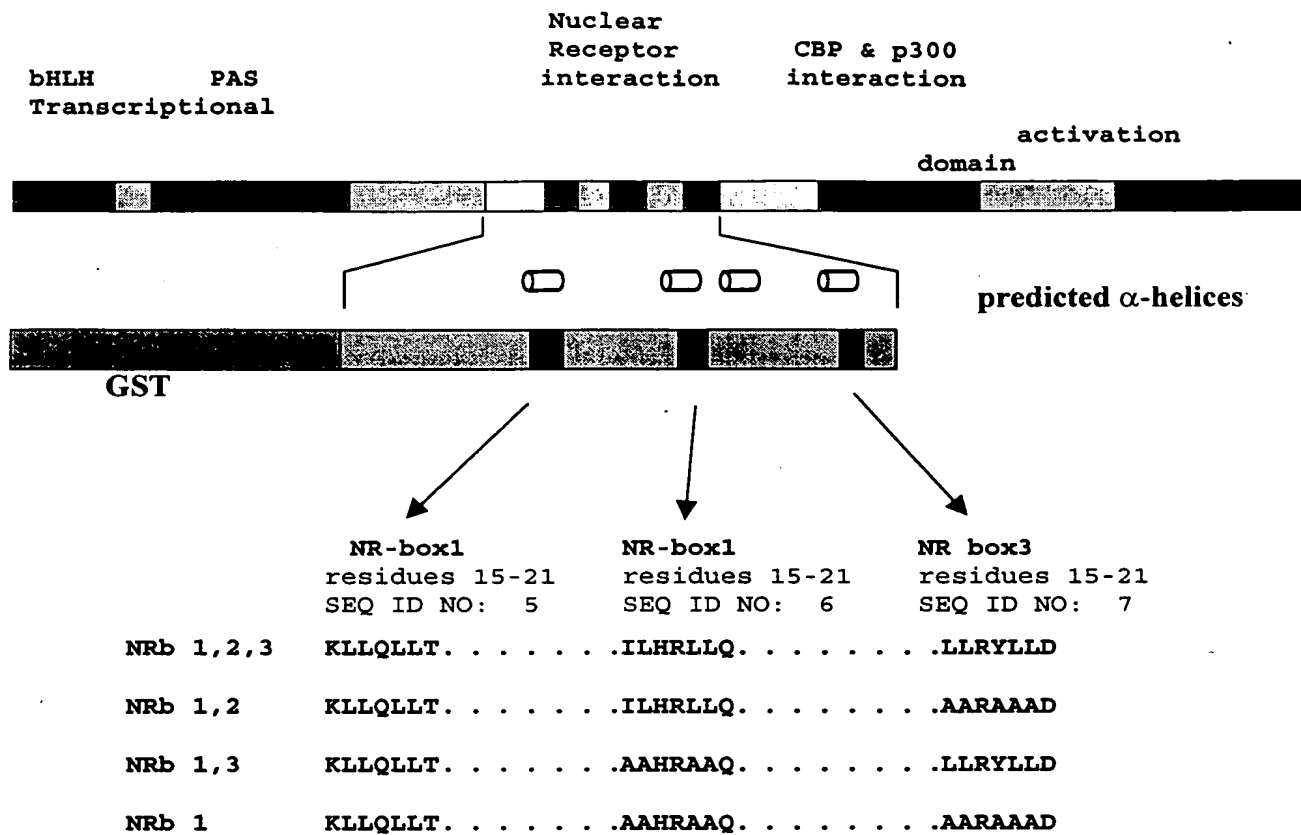 Nuclear
Receptor
interaction
CBP & p300
interaction
bHLH PAS
Transcriptional
activation
domain
predicted α-helices
GST
NR-box1 NR-box1 NR box3
residues 15-21 residues 15-21 residues 15-21
SEQ ID NO: 5 SEQ ID NO: 6 SEQ ID NO: 7
NRb 1,2,3 KLLQLLT. . . . . . .ILHRLLQ. . . . . . . .LLRYLLD
NRb 1,2 KLLQLLT. . . . . . .ILHRLLQ. . . . . . . .AARAAAD
NRb 1,3 KLLQLLT. . . . . . .AAHRAAQ. . . . . . . .LLRYLLD
NRb 1 KLLQLLT. . . . . . .AAHRAAQ. . . . . . . .AARAAAD